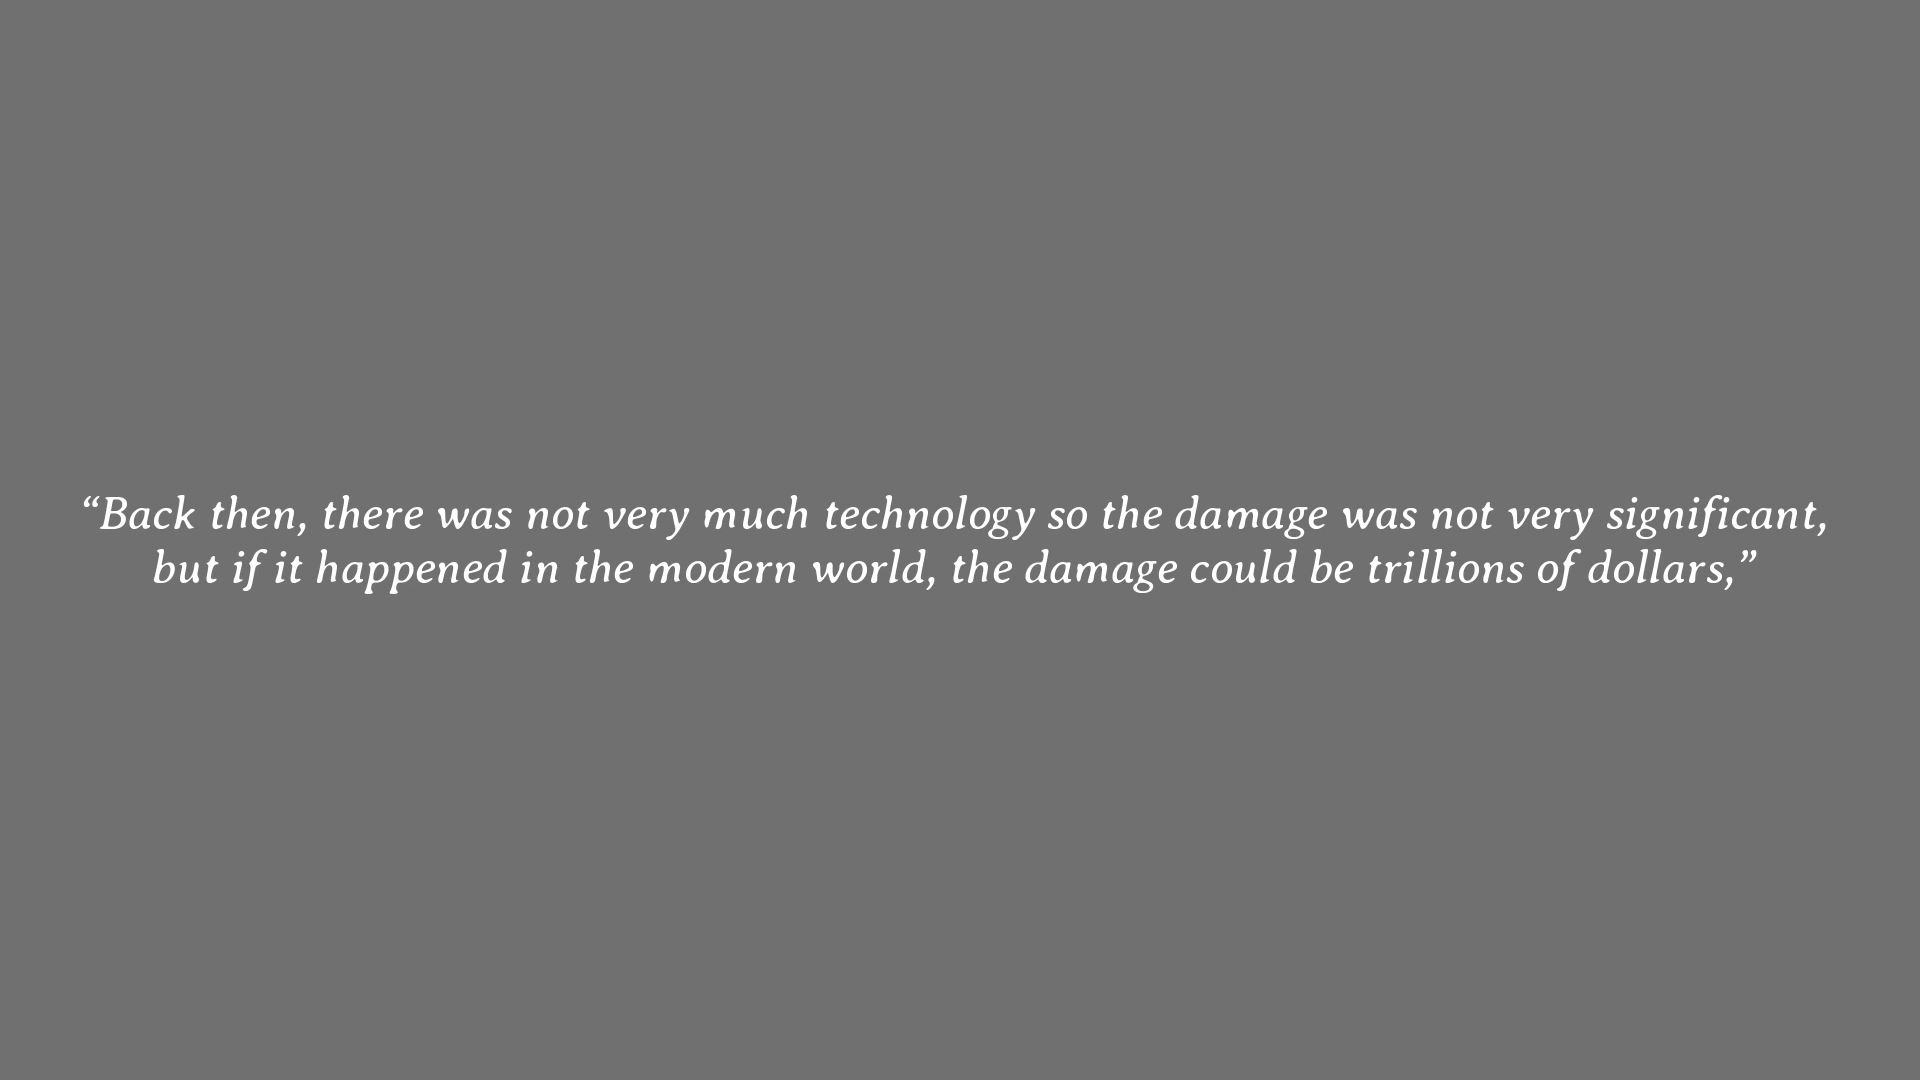 “Back then, there was not very much technology so the damage was not very significant,
but if it happened in the modern world, the damage could be trillions of dollars,”